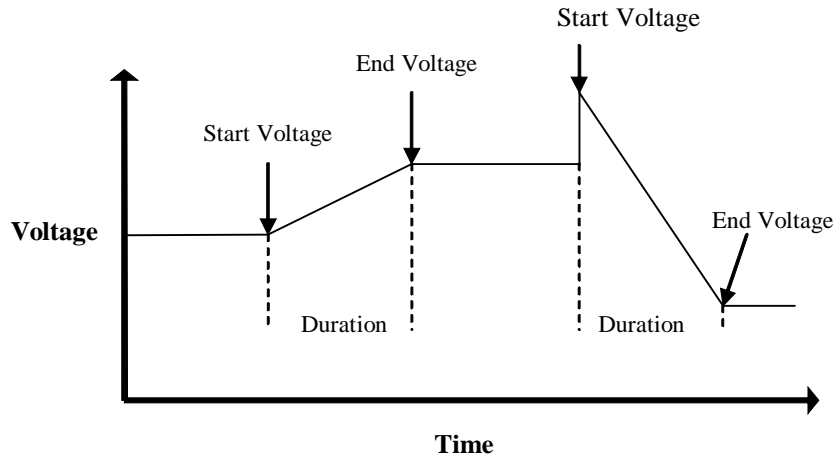 Start Voltage
End Voltage
Start Voltage
End Voltage
Voltage
Duration
Duration
Time